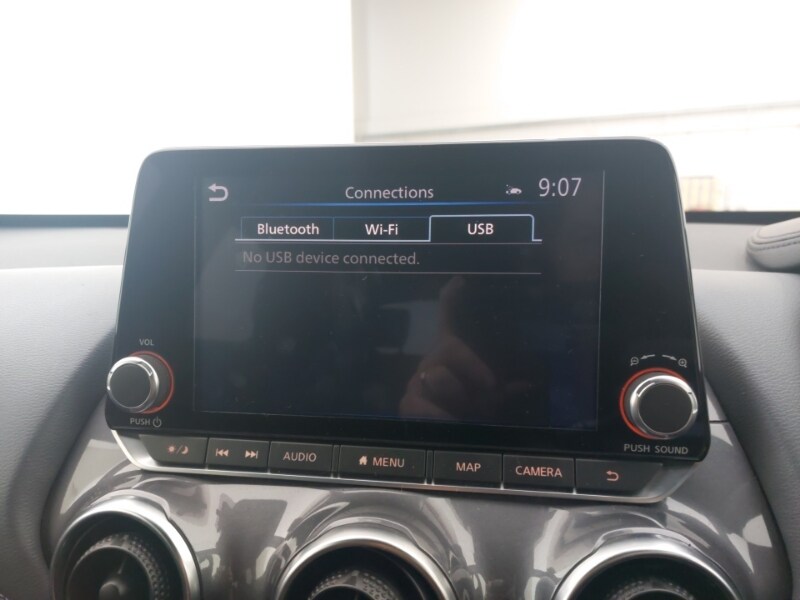 Connections 9:07
Bluetooth Wi-Fi USB
No USB device connected.
VOL
PUSH
PUSH SOUND
AUDIO MENU MAP CAMERA